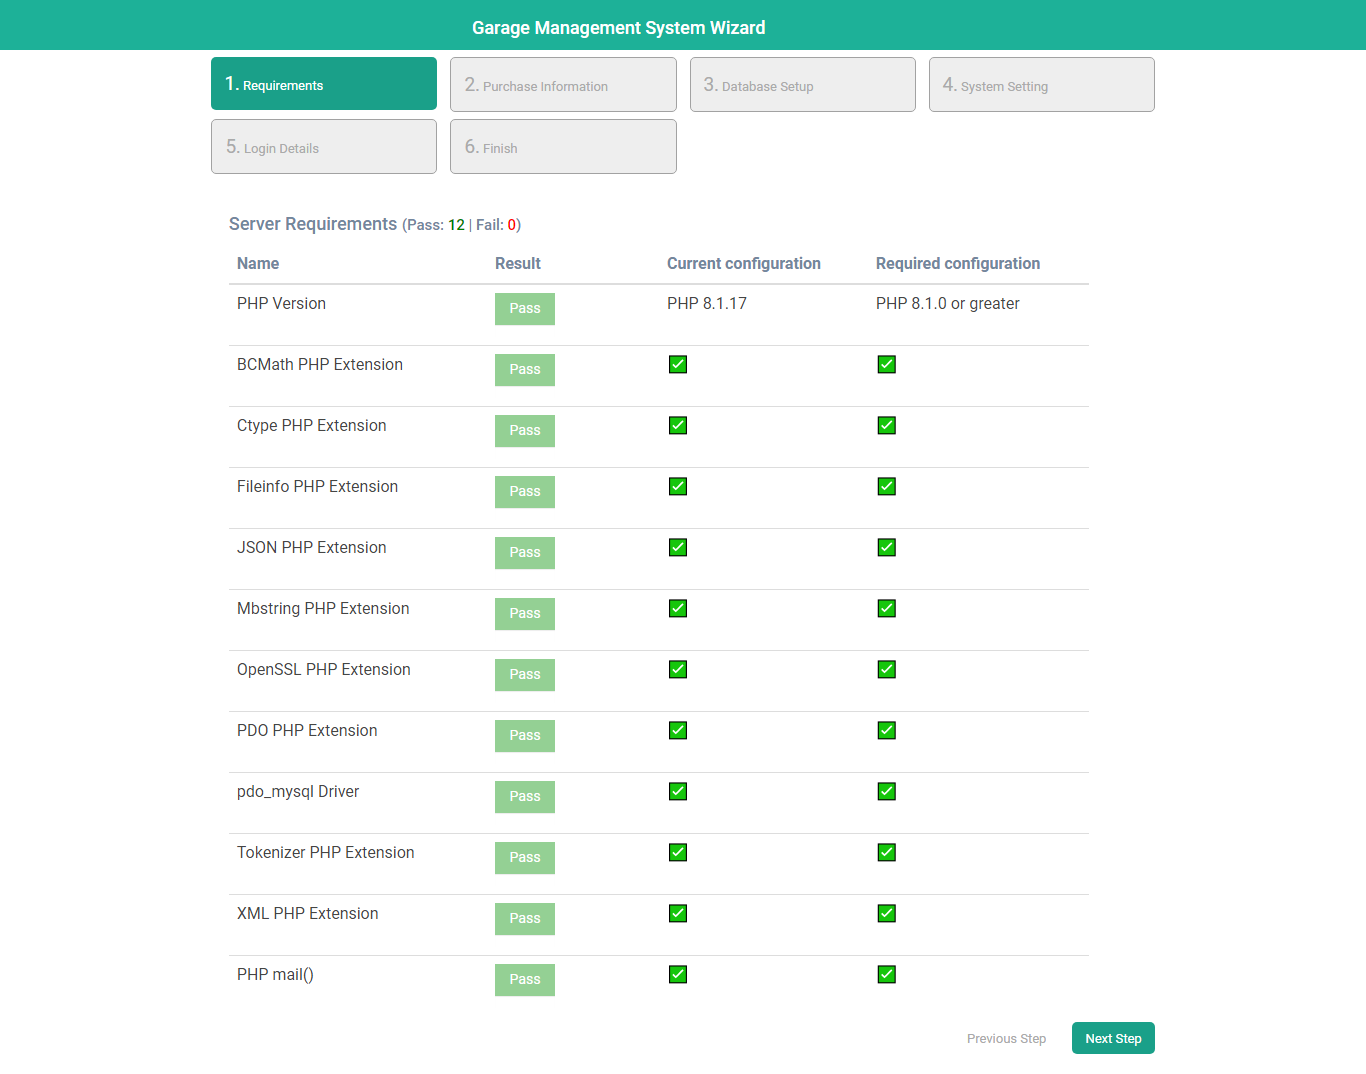 Garage Management System Wizard
1. Requirements
2. Purchase Information
3. Database Setup
4. System Setting
5. Login Details
6. Finish
Server Requirements (Pass: 12 | Fail: 0)
Name Result Current configuration Required configuration
PHP Version Pass PHP 8.1.17 PHP 8.1.0 or greater
BCMath PHP Extension Pass
Ctype PHP Extension Pass
Fileinfo PHP Extension Pass
JSON PHP Extension Pass
Mbstring PHP Extension Pass
OpenSSL PHP Extension Pass
PDO PHP Extension Pass
pdo_mysql Driver Pass
Tokenizer PHP Extension Pass
XML PHP Extension Pass
PHP mail() Pass
Previous Step Next Step